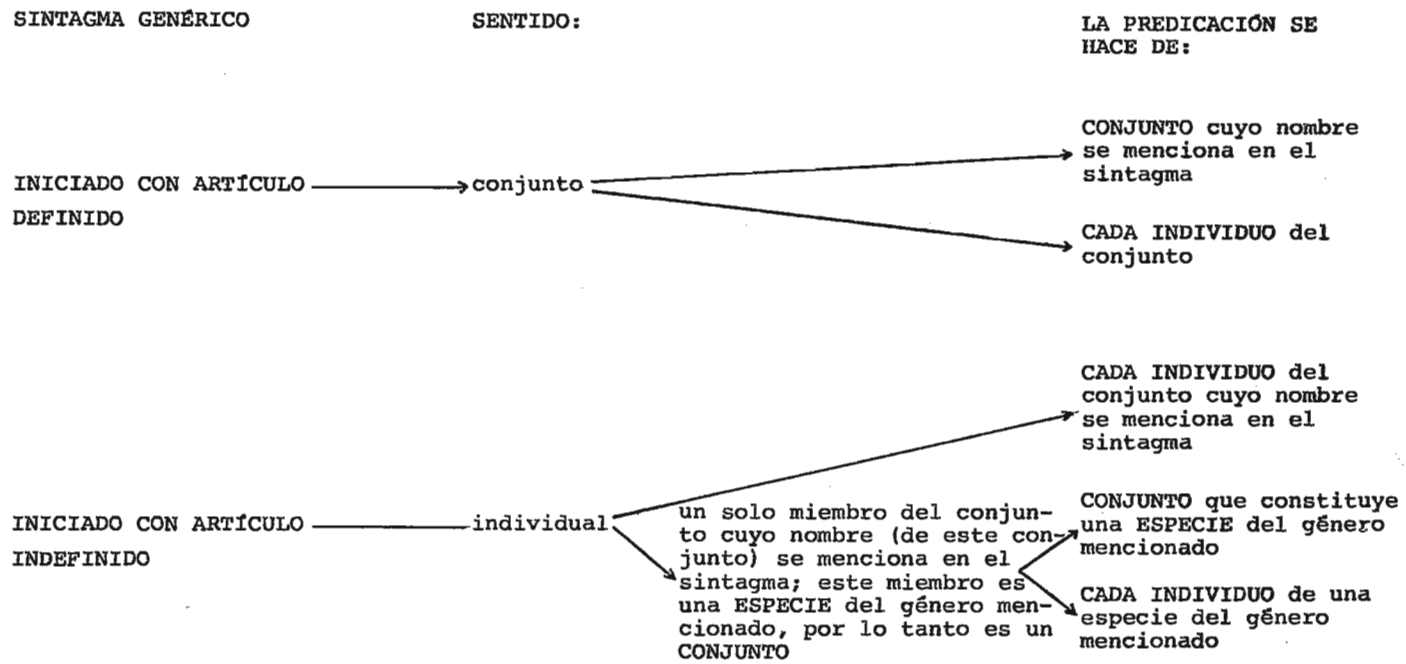 SINTAGMA GENÉRICO
SENTIDO:
LA PREDICACIÓN SE
HACE DE:
CONJUNTO cuyo nombre
se menciona en el
sintagma
INICIADO CON ARTÍCULO
DEFINIDO
conjunto
CADA INDIVIDUO del
conjunto
CADA INDIVIDUO del
conjunto cuyo nombre
se menciona en el
sintagma
INICIADO CON ARTÍCULO
INDEFINIDO
individual
un solo miembro del conjun-
to cuyo nombre (de este con-
junto) se menciona en el
sintagma; este miembro es
una ESPECIE del género men-
cionado, por lo tanto es un
CONJUNTO
CONJUNTO que constituye
una ESPECIE del género
mencionado
CADA INDIVIDUO de una
especie del género
mencionado